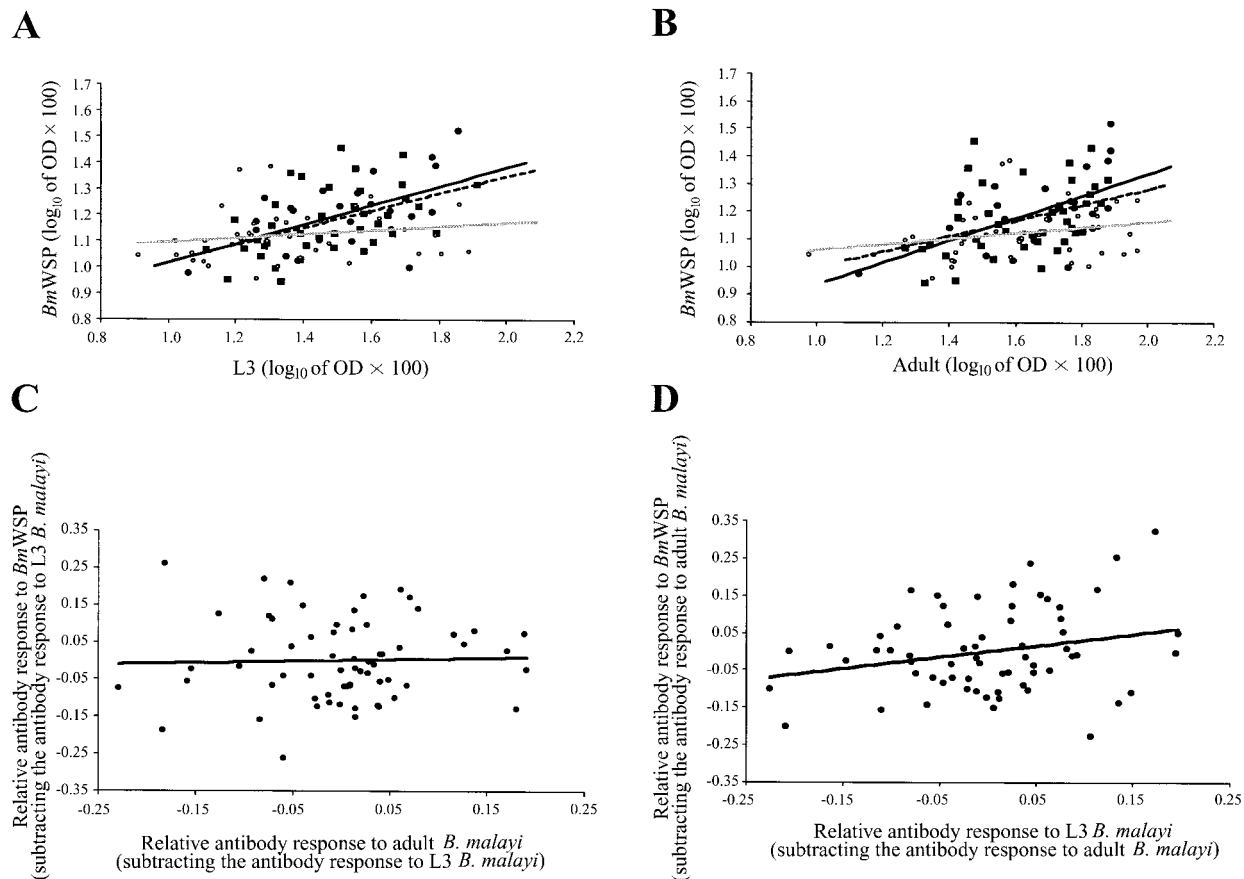 A
BmWSP (log10 of OD × 100)
1.7
1.6
1.5
1.4
1.3
1.2
1.1
1.0
0.9
0.8
0.8 1.0 1.2 1.4 1.6 1.8 2.0 2.2
L3 (log10 of OD × 100)
B
BmWSP (log10 of OD × 100)
1.7
1.6
1.5
1.4
1.3
1.2
1.1
1.0
0.9
0.8
0.8 1.0 1.2 1.4 1.6 1.8 2.0 2.2
Adult (log10 of OD × 100)
C
Relative antibody response to BmWSP
(subtracting the antibody response to L3 B. malayi)
0.35
0.25
0.15
0.05
-0.05
-0.15
-0.25
-0.35
-0.25 -0.15 -0.05 0.05 0.15 0.25
Relative antibody response to adult B. malayi
(subtracting the antibody response to L3 B. malayi)
D
Relative antibody response to BmWSP
(subtracting the antibody response to adult B. malayi)
0.35
0.25
0.15
0.05
-0.05
-0.15
-0.25
-0.35
-0.25 -0.15 -0.05 0.05 0.15 0.25
Relative antibody response to L3 B. malayi
(subtracting the antibody response to adult B. malayi)